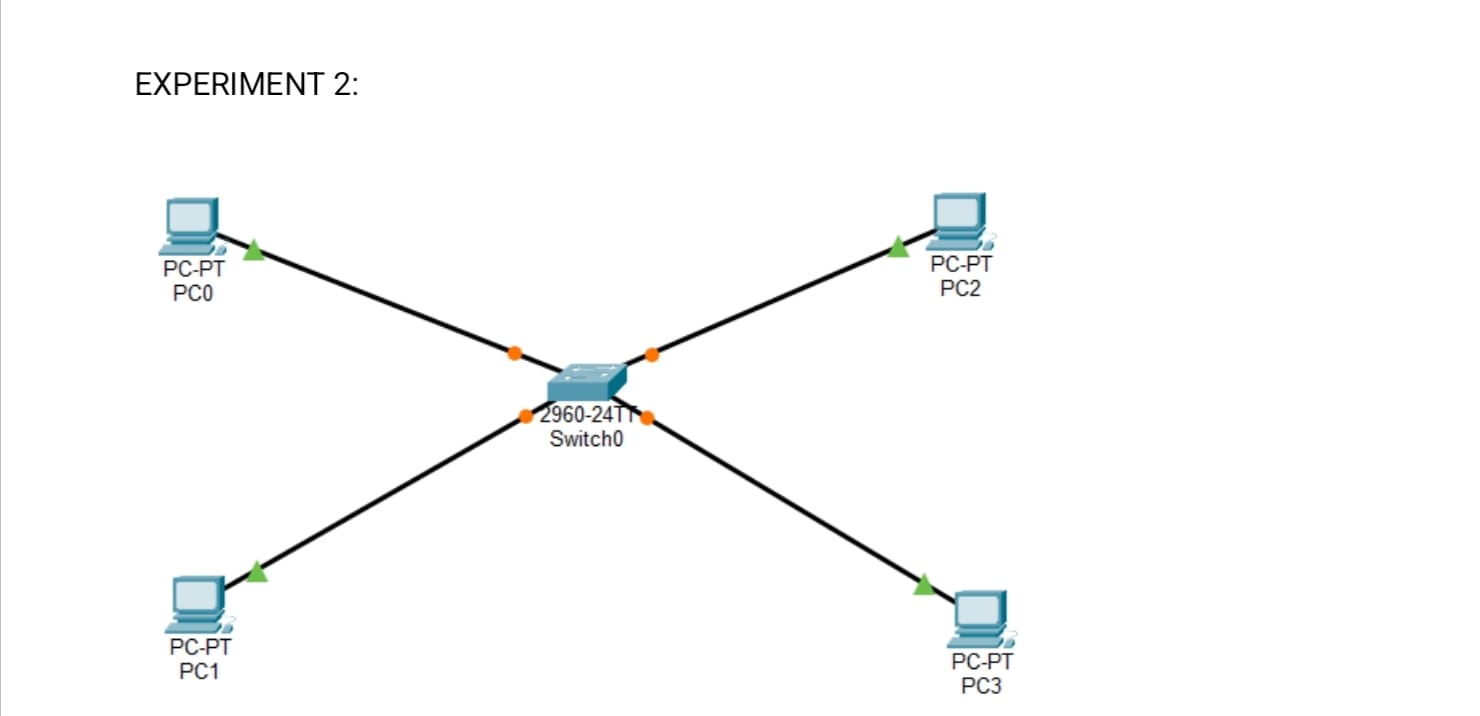 EXPERIMENT 2:
PC-PT
PC0
PC-PT
PC2
2960-24TT
Switch0
PC-PT
PC1
PC-PT
PC3